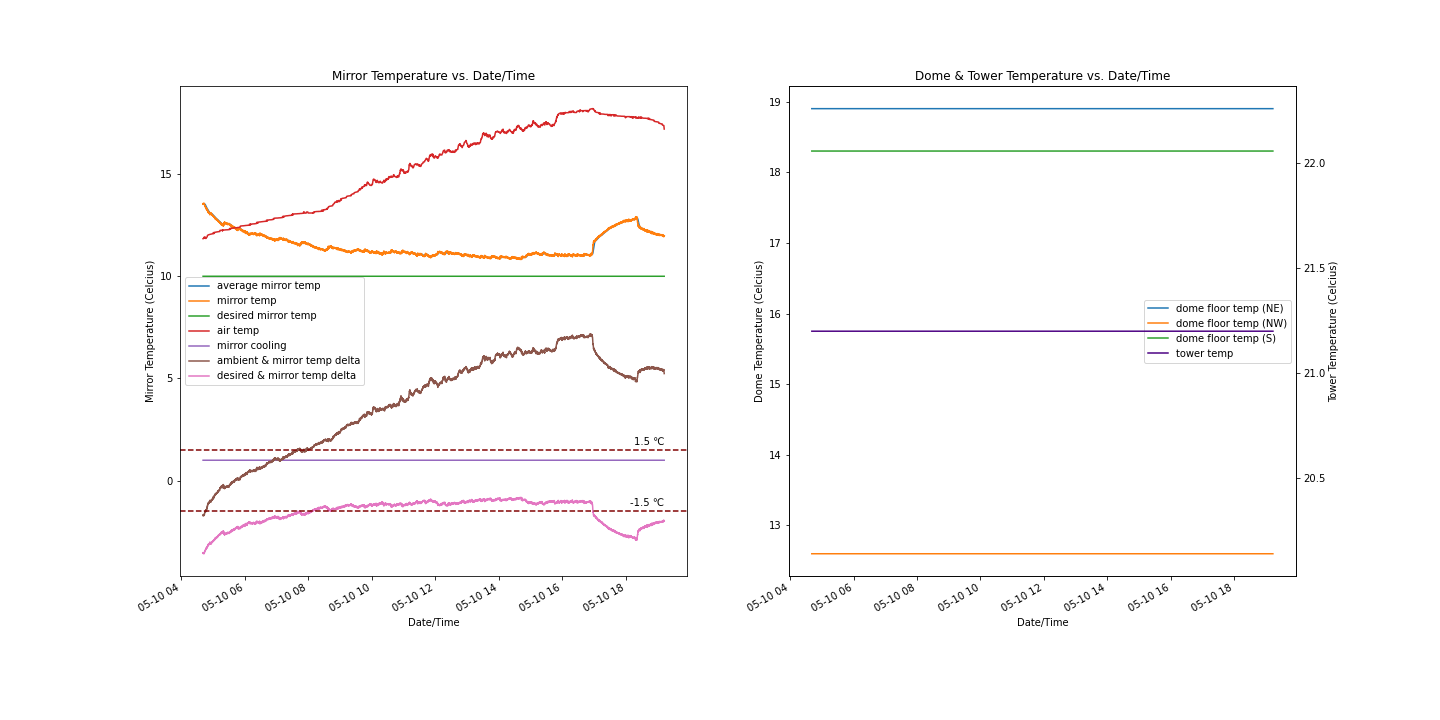 Mirror Temperature vs. Date/Time
Mirror Temperature (Celcius)
15
10
5
0
average mirror temp
mirror temp
desired mirror temp
air temp
mirror cooling
ambient & mirror temp delta
desired & mirror temp delta
1.5 °C
-1.5 °C
05-10 04
05-10 06
05-10 08
05-10 10
05-10 12
05-10 14
05-10 16
05-10 18
Date/Time
Dome & Tower Temperature vs. Date/Time
Dome Temperature (Celcius)
19
18
17
16
15
14
13
dome floor temp (NE)
dome floor temp (NW)
dome floor temp (S)
tower temp
22.0
21.5
21.0
20.5
Tower Temperature (Celcius)
05-10 04
05-10 06
05-10 08
05-10 10
05-10 12
05-10 14
05-10 16
05-10 18
Date/Time